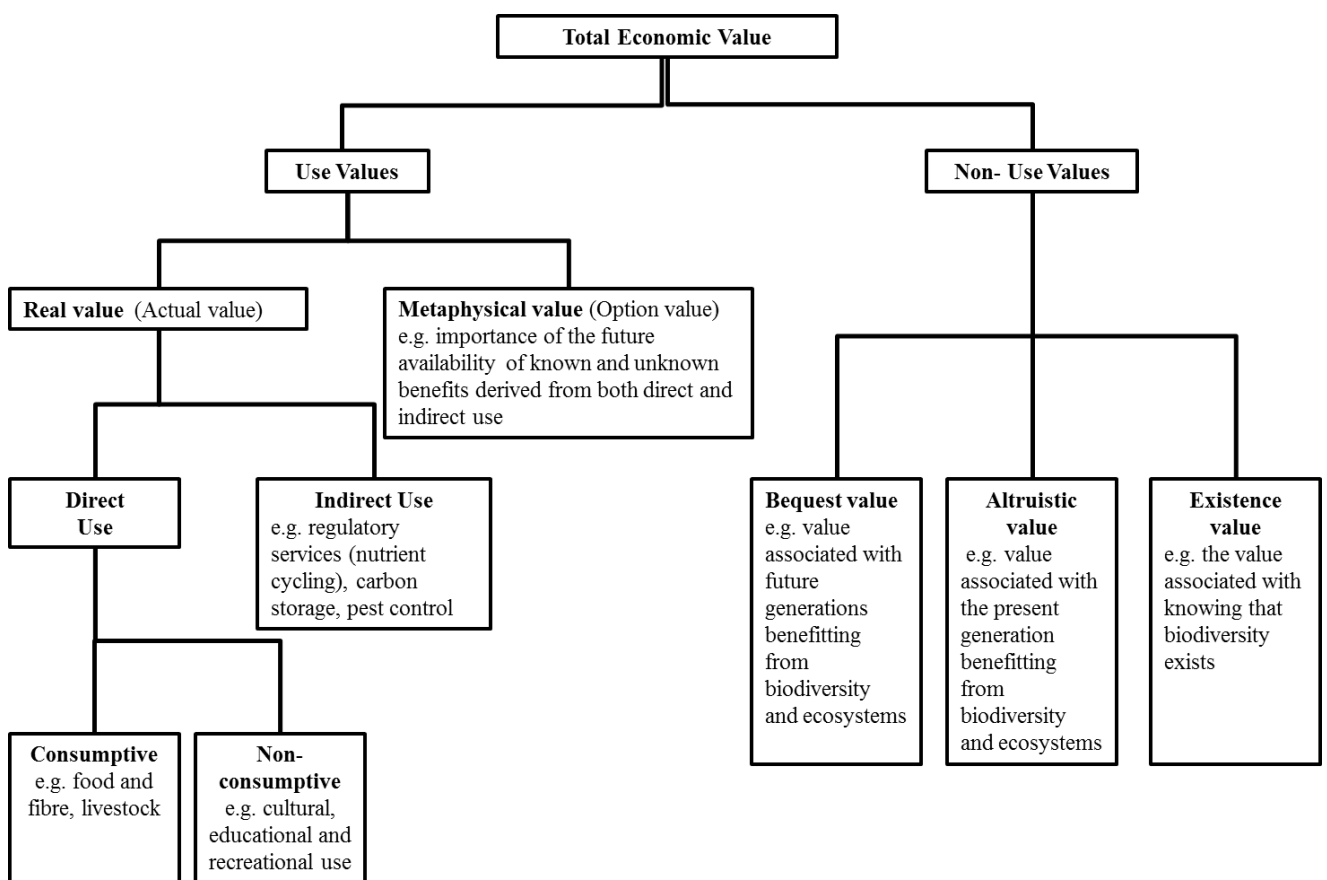 Total Economic Value
Use Values
Non- Use Values
Real value (Actual value)
Metaphysical value (Option value)
e.g. importance of the future
availability of known and unknown
benefits derived from both direct and
indirect use
Direct
Use
Indirect Use
e.g. regulatory
services (nutrient
cycling), carbon
storage, pest control
Bequest value
e.g. value
associated with
future
generations
benefitting
from
biodiversity
and ecosystems
Altruistic
value
e.g. value
associated with
the present
generation
benefitting
from
biodiversity
and ecosystems
Existence
value
e.g. the value
associated with
knowing that
biodiversity
exists
Consumptive
e.g. food and
fibre, livestock
Non-
consumptive
e.g. cultural,
educational and
recreational use